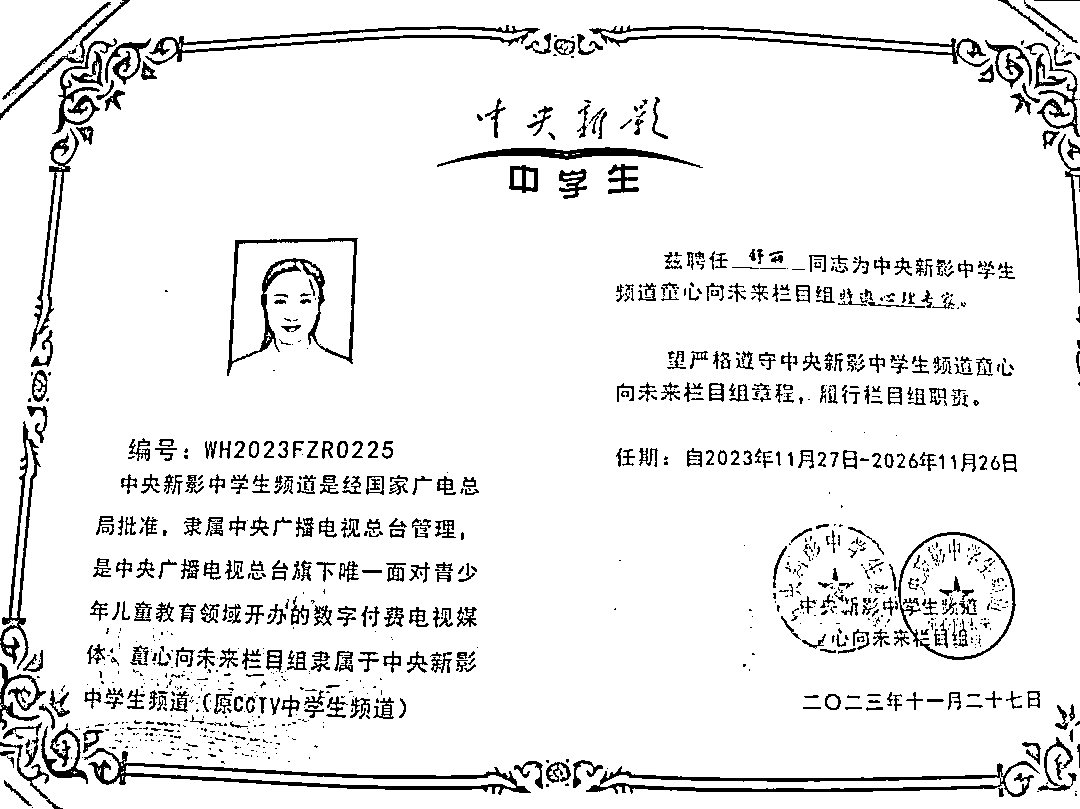 中央新影
中学生
兹聘任 舒丽 同志为中央新影中学生
频道童心向未来栏目组特邀心理专家。
望严格遵守中央新影中学生频道童心
向未来栏目组章程，履行栏目组职责。
任期：自2023年11月27日-2026年11月26日
编号：WH2023FZR0225
中央新影中学生频道是经国家广电总
局批准，隶属中央广播电视总台管理，
是中央广播电视总台旗下唯一面对青少
年儿童教育领域开办的数字付费电视媒
体、童心向未来栏目组隶属于中央新影
中学生频道（原CCTV中学生频道）
中央新影中学生频道
心向未来栏目组
二〇二三年十一月二十七日